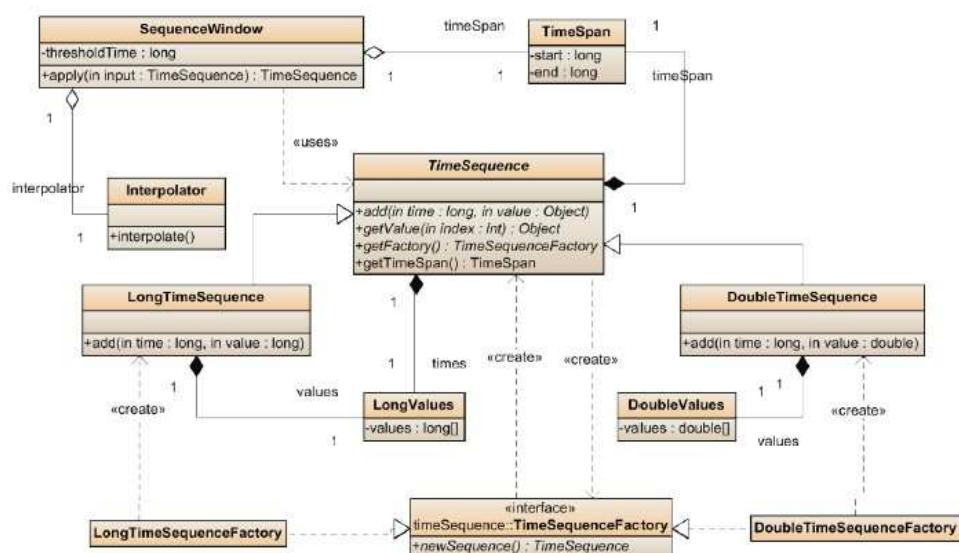 SequenceWindow
-thresholdTime : long
+apply(in input : TimeSequence) : TimeSequence
timeSpan
1
1
TimeSpan
-start : long
-end : long
1
timeSpan
1
interpolator
1
Interpolator
+interpolate()
«uses»
TimeSequence
+add(in time : long, in value : Object)
+getValue(in index : Int) : Object
+getFactory() : TimeSequenceFactory
+getTimeSpan() : TimeSpan
1
LongTimeSequence
+add(in time : long, in value : long)
DoubleTimeSequence
+add(in time : long, in value : double)
1
1
times
«create»
«create»
«create»
1
values
1
LongValues
-values : long[]
DoubleValues
-values : double[]
1
1
values
«create»
LongTimeSequenceFactory
«interface»
timeSequence::TimeSequenceFactory
+newSequence() : TimeSequence
DoubleTimeSequenceFactory